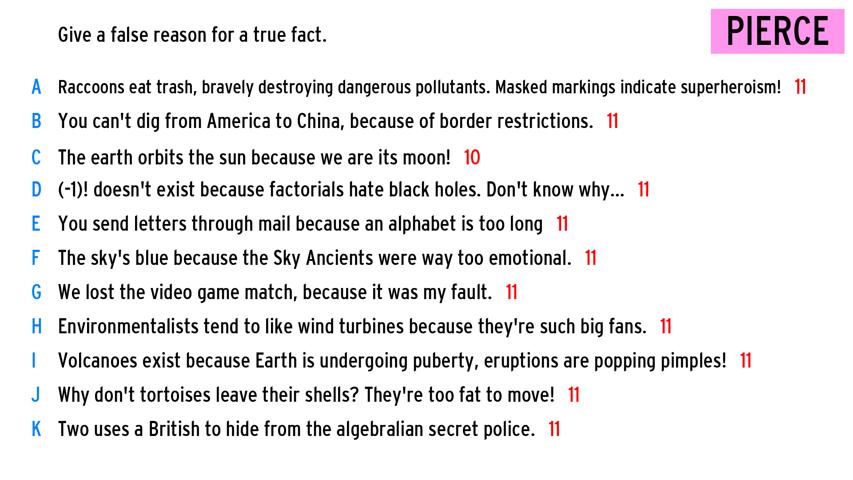 Give a false reason for a true fact.
PIERCE
A Raccoons eat trash, bravely destroying dangerous pollutants. Masked markings indicate superheroism! 11
B You can't dig from America to China, because of border restrictions. 11
C The earth orbits the sun because we are its moon! 10
D (-1)! doesn't exist because factorials hate black holes. Don't know why... 11
E You send letters through mail because an alphabet is too long 11
F The sky's blue because the Sky Ancients were way too emotional. 11
G We lost the video game match, because it was my fault. 11
H Environmentalists tend to like wind turbines because they're such big fans. 11
I Volcanoes exist because Earth is undergoing puberty, eruptions are popping pimples! 11
J Why don't tortoises leave their shells? They're too fat to move! 11
K Two uses a British to hide from the algebralian secret police. 11